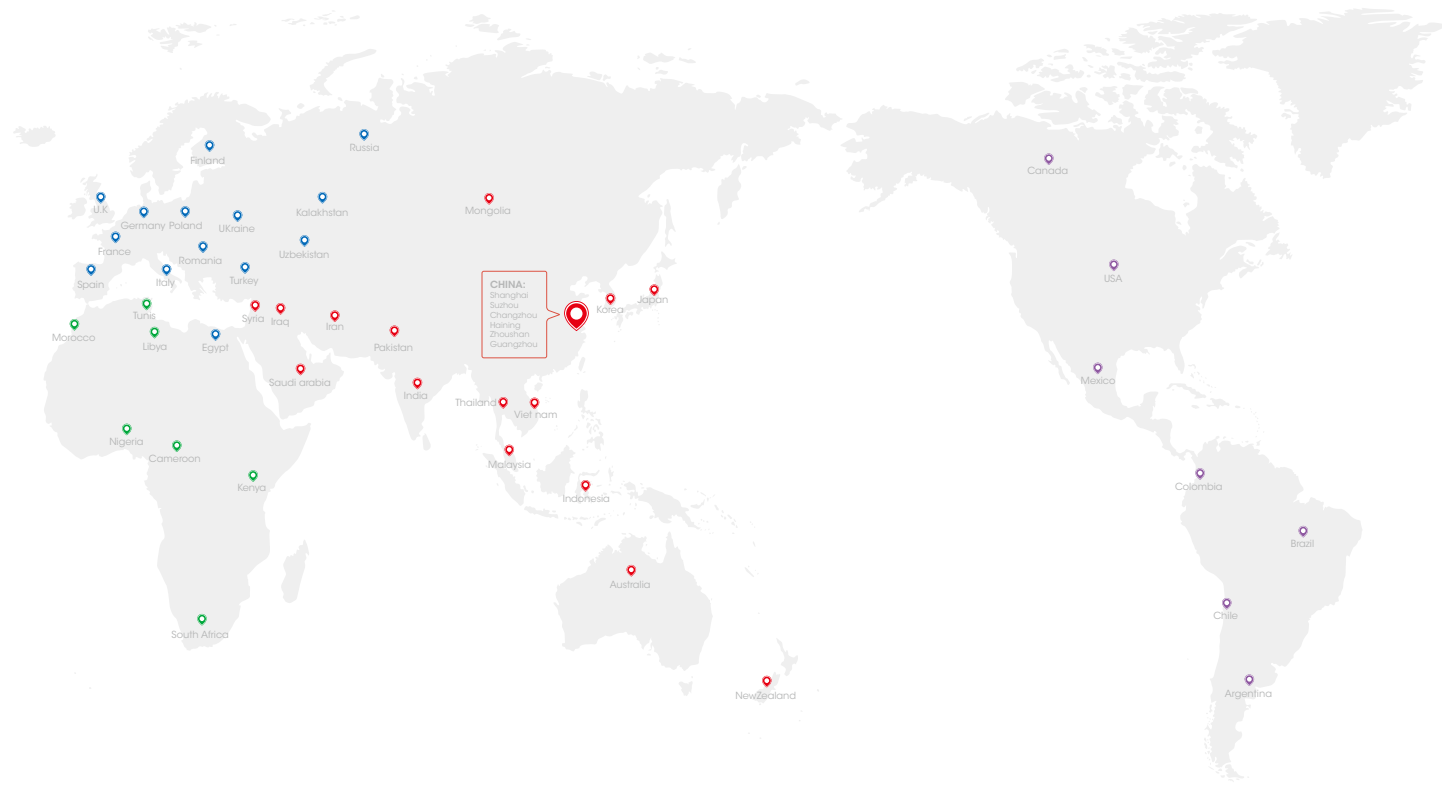 Russia
Finland
Canada
U.K
Mongolia
Kalakhstan
Germany
Poland
UKraine
France
Romania
Uzbekistan
Spain
Italy
Turkey
USA
CHINA:
Shanghai
Suzhou
Changzhou
Haining
Zhoushan
Guangzhou
Japan
Korea
Tunis
Syria
Iraq
Iran
Morocco
Libya
Egypt
Pakistan
Saudi arabia
Mexico
India
Thailand
Viet nam
Nigeria
Cameroon
Malaysia
Kenya
Colombia
Indonesia
Brazil
Australia
Chile
South Africa
NewZealand
Argenfina